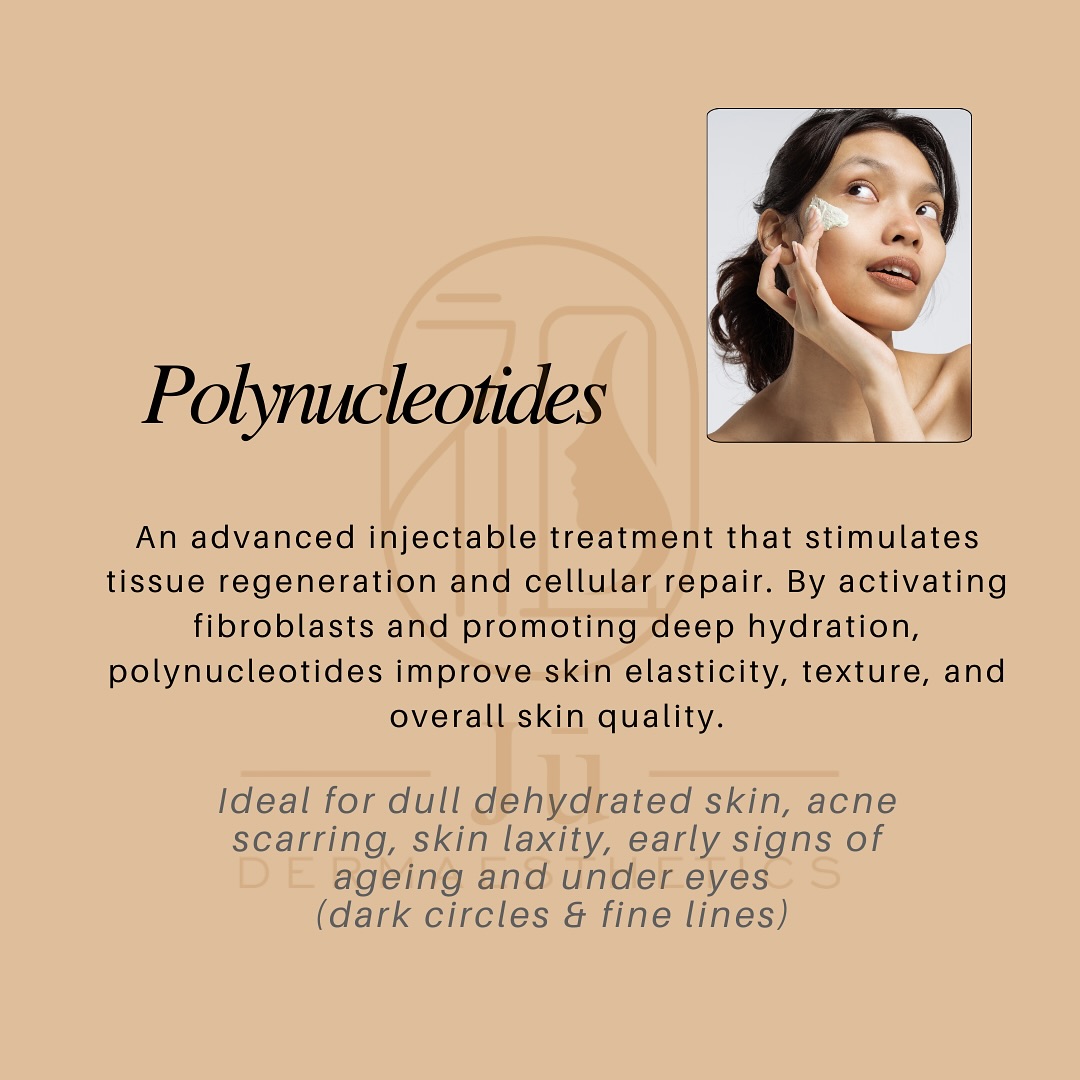 Polynucleotides
An advanced injectable treatment that stimulates
tissue regeneration and cellular repair. By activating
fibroblasts and promoting deep hydration,
polynucleotides improve skin elasticity, texture, and
overall skin quality.
Jū
Ideal for dull dehydrated skin, acne
scarring, skin laxity, early signs of
DERMAESTHETICS
ageing and under eyes
(dark circles & fine lines)